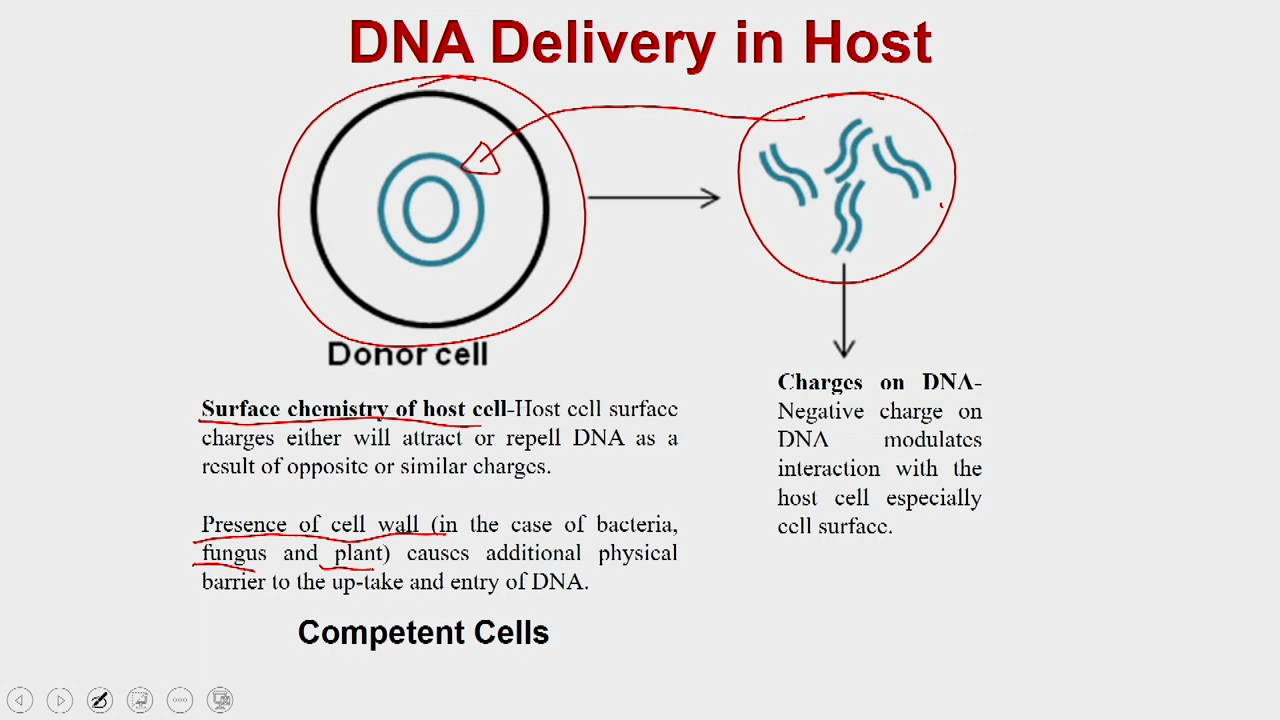 DNA Delivery in Host
Donor cell
Surface chemistry of host cell-Host cell surface
charges either will attract or repell DNA as a
result of opposite or similar charges.
Presence of cell wall (in the case of bacteria,
fungus and plant) causes additional physical
barrier to the up-take and entry of DNA.
Competent Cells
Charges on DNA-
Negative charge on
DNA modulates
interaction with the
host cell especially
cell surface.